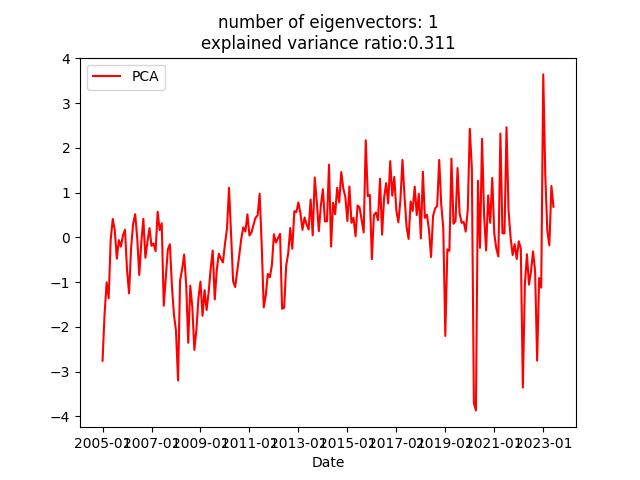 number of eigenvectors: 1
explained variance ratio:0.311
PCA
4
3
2
1
0
−1
−2
−3
−4
2005-01 2007-01 2009-01 2011-01 2013-01 2015-01 2017-01 2019-01 2021-01 2023-01
Date